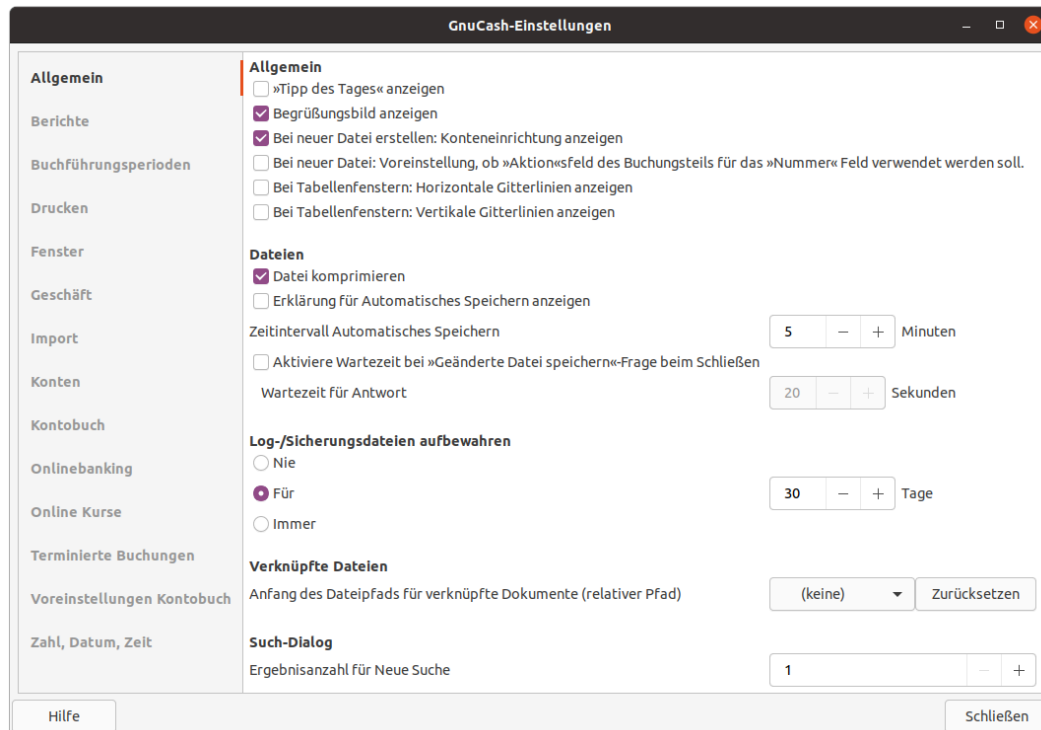 GnuCash-Einstellungen
Allgemein
Berichte
Buchführungsperioden
Drucken
Fenster
Geschäft
Import
Konten
Kontobuch
Onlinebanking
Online Kurse
Terminierte Buchungen
Voreinstellungen Kontobuch
Zahl, Datum, Zeit
Allgemein
»Tipp des Tages« anzeigen
Begrüßungsbild anzeigen
Bei neuer Datei erstellen: Konteneinrichtung anzeigen
Bei neuer Datei: Voreinstellung, ob »Aktion«sfeld des Buchungsteils für das »Nummer« Feld verwendet werden soll.
Bei Tabellenfenstern: Horizontale Gitterlinien anzeigen
Bei Tabellenfenstern: Vertikale Gitterlinien anzeigen
Dateien
Datei komprimieren
Erklärung für Automatisches Speichern anzeigen
Zeitintervall Automatisches Speichern 5 − + Minuten
Aktiviere Wartezeit bei »Geänderte Datei speichern«-Frage beim Schließen
Wartezeit für Antwort 20 − + Sekunden
Log-/Sicherungsdateien aufbewahren
Nie
Für 30 − + Tage
Immer
Verknüpfte Dateien
Anfang des Dateipfads für verknüpfte Dokumente (relativer Pfad) (keine) Zurücksetzen
Such-Dialog
Ergebnisanzahl für Neue Suche 1 − +
Hilfe Schließen